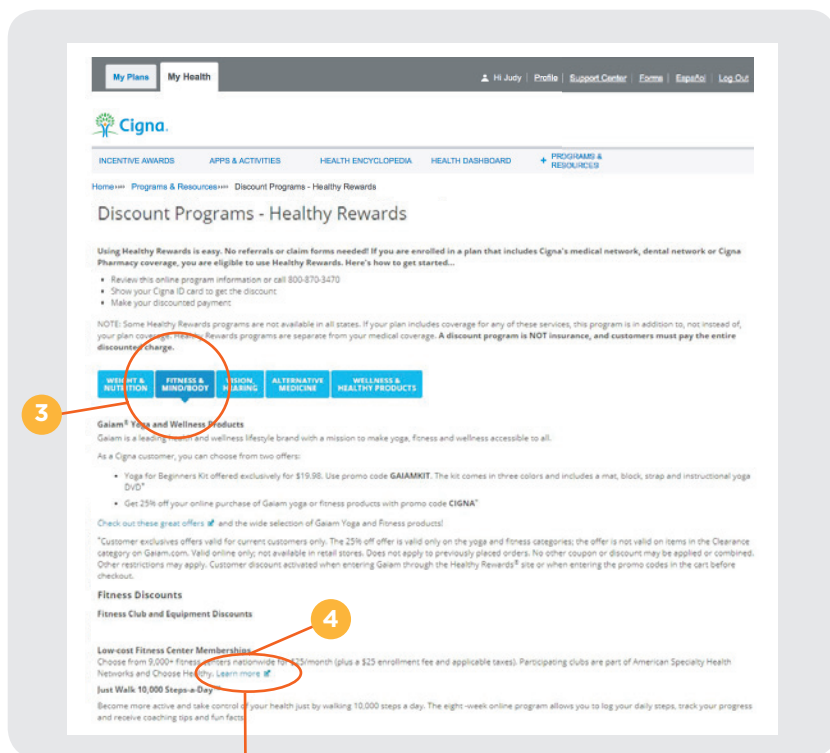 My Plans My Health Hi Judy | Profile | Support Center | Forms | Español | Log Out
Cigna.
INCENTIVE AWARDS APPS & ACTIVITIES HEALTH ENCYCLOPEDIA HEALTH DASHBOARD + PROGRAMS & RESOURCES
Home Programs & Resources Discount Programs - Healthy Rewards
Discount Programs - Healthy Rewards
Using Healthy Rewards is easy. No referrals or claim forms needed! If you are enrolled in a plan that includes Cigna's medical network, dental network or Cigna
Pharmacy coverage, you are eligible to use Healthy Rewards. Here's how to get started...
• Review this online program information or call 800-870-3470
• Show your Cigna ID card to get the discount
• Make your discounted payment
NOTE: Some Healthy Rewards programs are not available in all states. If your plan includes coverage for any of these services, this program is in addition to, not instead of,
your plan coverage. Healthy Rewards programs are separate from your medical coverage. A discount program is NOT insurance, and customers must pay the entire
discounted charge.
WEIGHT & NUTRITION FITNESS & MIND/BODY VISION, HEARING ALTERNATIVE MEDICINE WELLNESS & HEALTHY PRODUCTS
3
Gaiam® Yoga and Wellness Products
Gaiam is a leading health and wellness lifestyle brand with a mission to make yoga, fitness and wellness accessible to all.
As a Cigna customer, you can choose from two offers:
• Yoga for Beginners Kit offered exclusively for $19.98. Use promo code GAIAMKIT. The kit comes in three colors and includes a mat, block, strap and instructional yoga
DVD*
• Get 25% off your online purchase of Gaiam yoga or fitness products with promo code CIGNA*
Check out these great offers and the wide selection of Gaiam Yoga and Fitness products!
*Customer exclusives offers valid for current customers only. The 25% off offer is valid only on the yoga and fitness categories; the offer is not valid on items in the Clearance
category on Gaiam.com. Valid online only; not available in retail stores. Does not apply to previously placed orders. No other coupon or discount may be applied or combined.
Other restrictions may apply. Customer discount activated when entering Gaiam through the Healthy Rewards® site or when entering the promo codes in the cart before
checkout.
Fitness Discounts
Fitness Club and Equipment Discounts
4
Low-cost Fitness Center Memberships
Choose from 9,000+ fitness centers nationwide for $25/month (plus a $25 enrollment fee and applicable taxes). Participating clubs are part of American Specialty Health
Networks and Choose Healthy. Learn more
Just Walk 10,000 Steps-a-Day
Become more active and take control of your health just by walking 10,000 steps a day. The eight-week online program allows you to log your daily steps, track your progress
and receive coaching tips and fun facts.